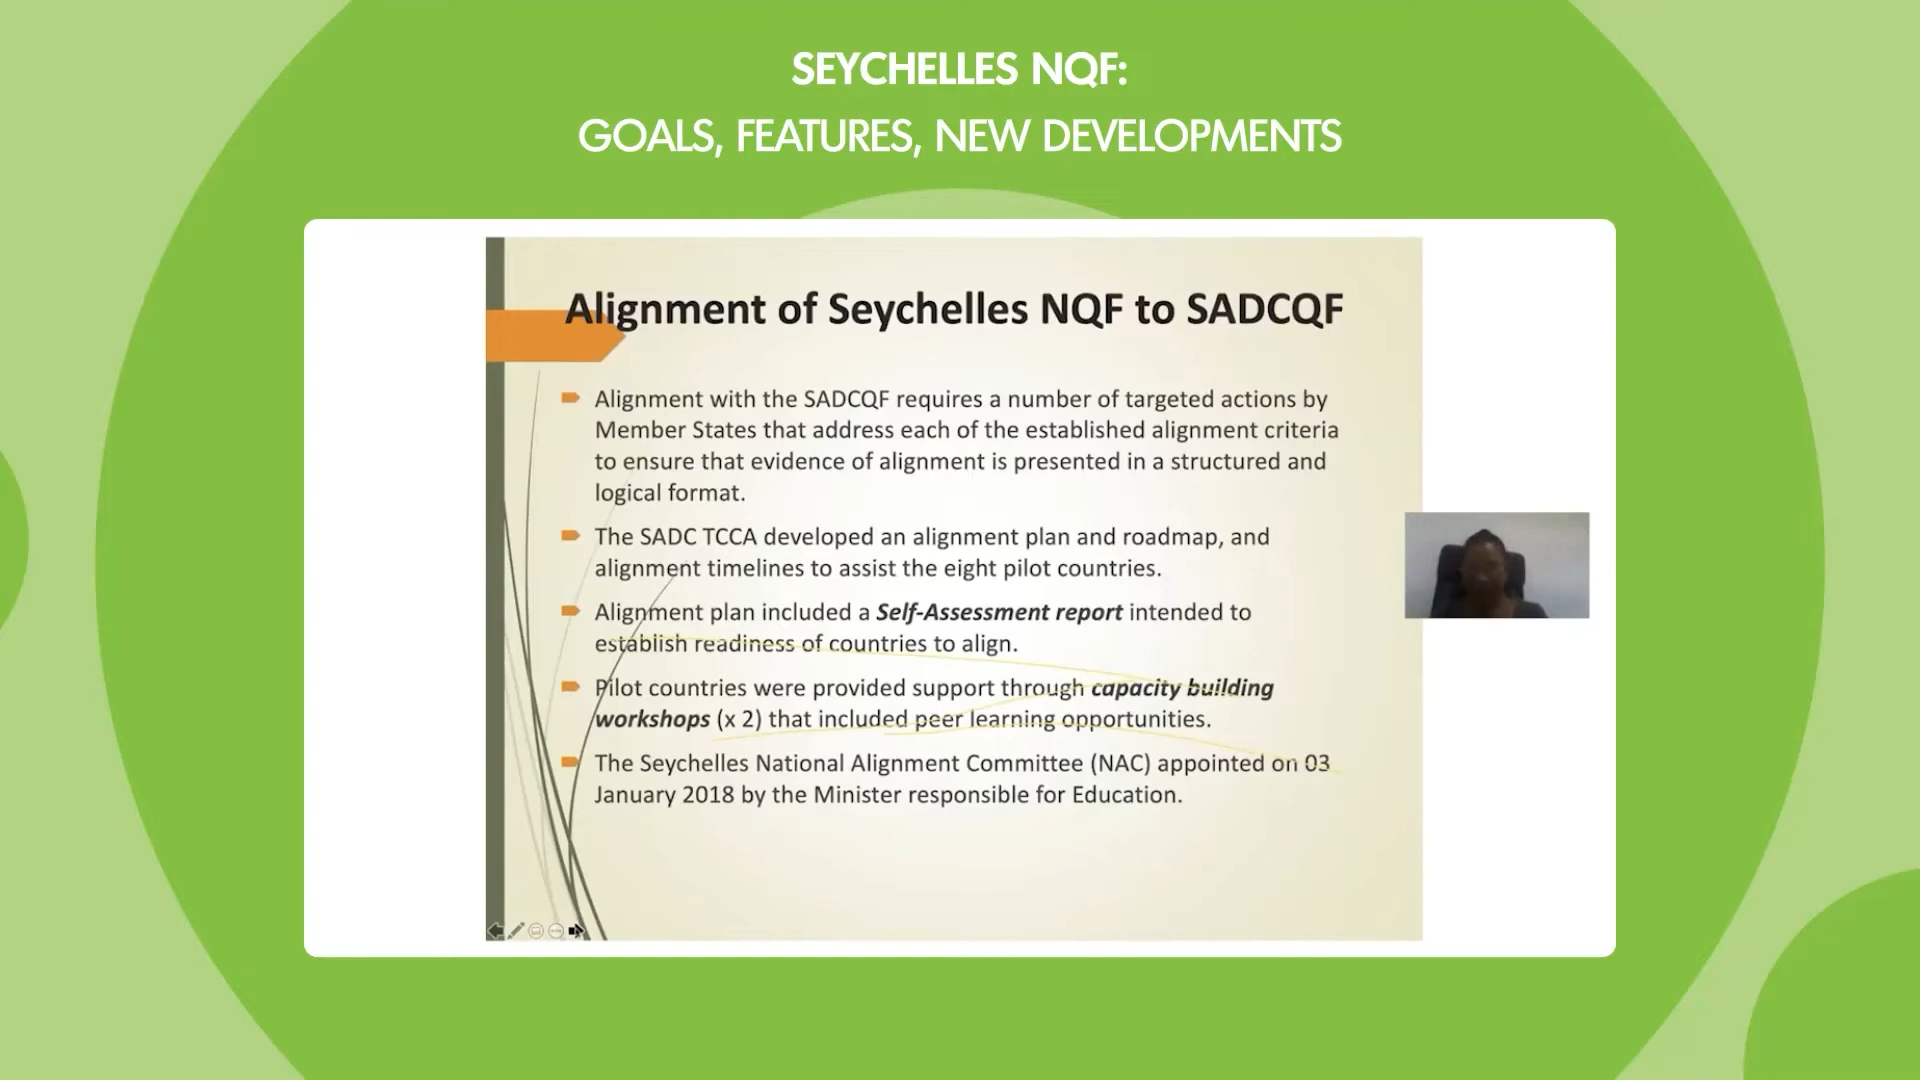 SEYCHELLES NQF:
GOALS, FEATURES, NEW DEVELOPMENTS
Alignment of Seychelles NQF to SADCQF
Alignment with the SADCQF requires a number of targeted actions by
Member States that address each of the established alignment criteria
to ensure that evidence of alignment is presented in a structured and
logical format.
The SADC TCCA developed an alignment plan and roadmap, and
alignment timelines to assist the eight pilot countries.
Alignment plan included a Self-Assessment report intended to
establish readiness of countries to align.
Pilot countries were provided support through capacity building
workshops (x 2) that included peer learning opportunities.
The Seychelles National Alignment Committee (NAC) appointed on 03
January 2018 by the Minister responsible for Education.